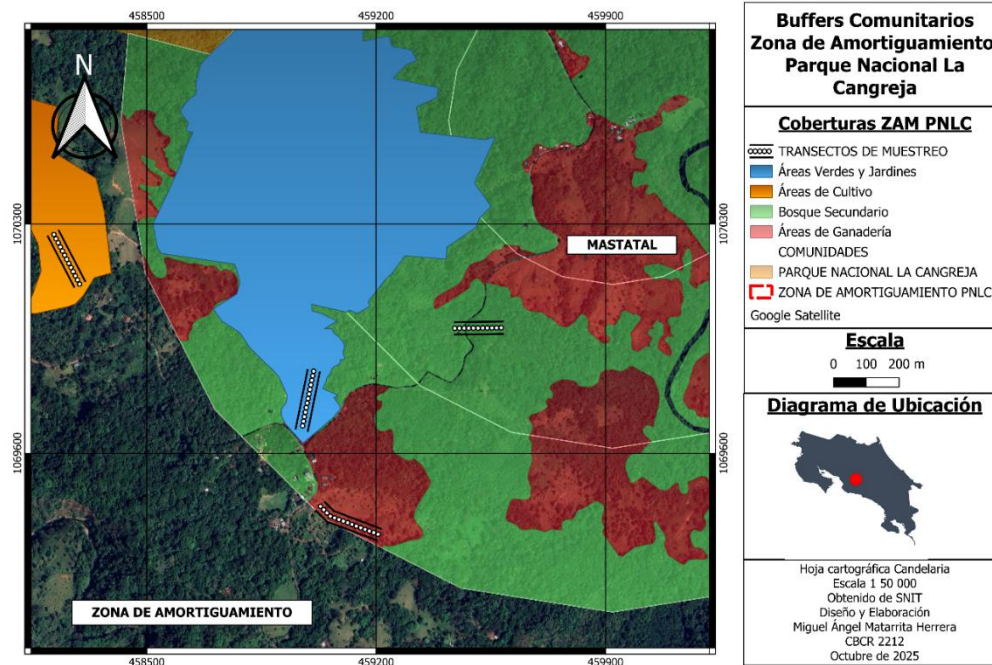 458500
459200
459900
N
1070300
1070300
MASTATAL
1069600
1069600
ZONA DE AMORTIGUAMIENTO
458500
459200
459900
Buffers Comunitarios
Zona de Amortiguamiento
Parque Nacional La
Cangreja
Coberturas ZAM PNLC
TRANSECTOS DE MUESTREO
Áreas Verdes y Jardines
Áreas de Cultivo
Bosque Secundario
Áreas de Ganadería
COMUNIDADES
PARQUE NACIONAL LA CANGREJA
ZONA DE AMORTIGUAMIENTO PNLC
Google Satellite
Escala
0 100 200 m
Diagrama de Ubicación
Hoja cartográfica Candelaria
Escala 1 50 000
Obtenido de SNIT
Diseño y Elaboración
Miguel Ángel Matarrita Herrera
CBCR 2212
Octubre de 2025